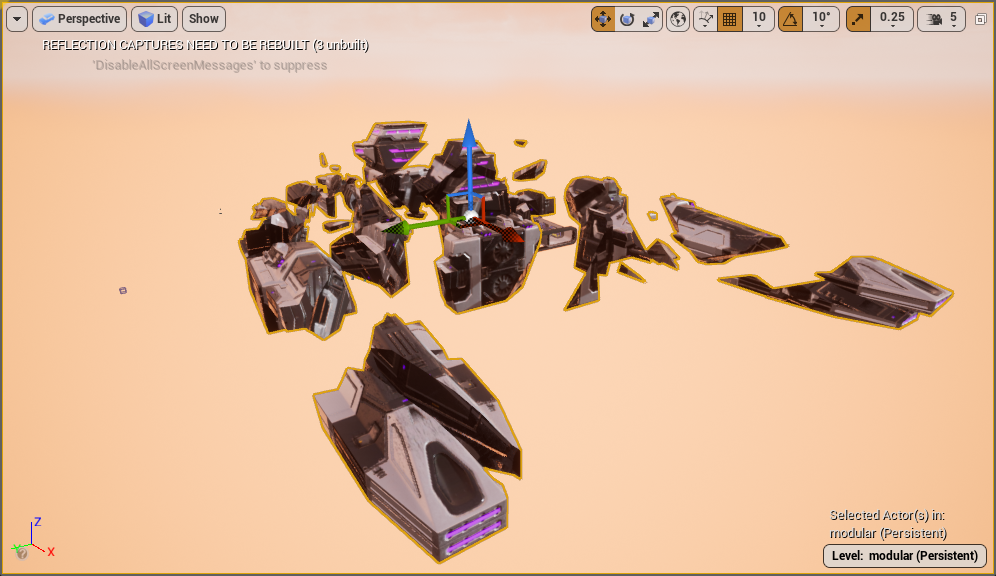 Perspective Lit Show 10 10° 0.25 5
REFLECTION CAPTURES NEED TO BE REBUILT (3 unbuilt)
'DisableAllScreenMessages' to suppress
Z
Y ? X
Selected Actor(s) in:
modular (Persistent)
Level: modular (Persistent)